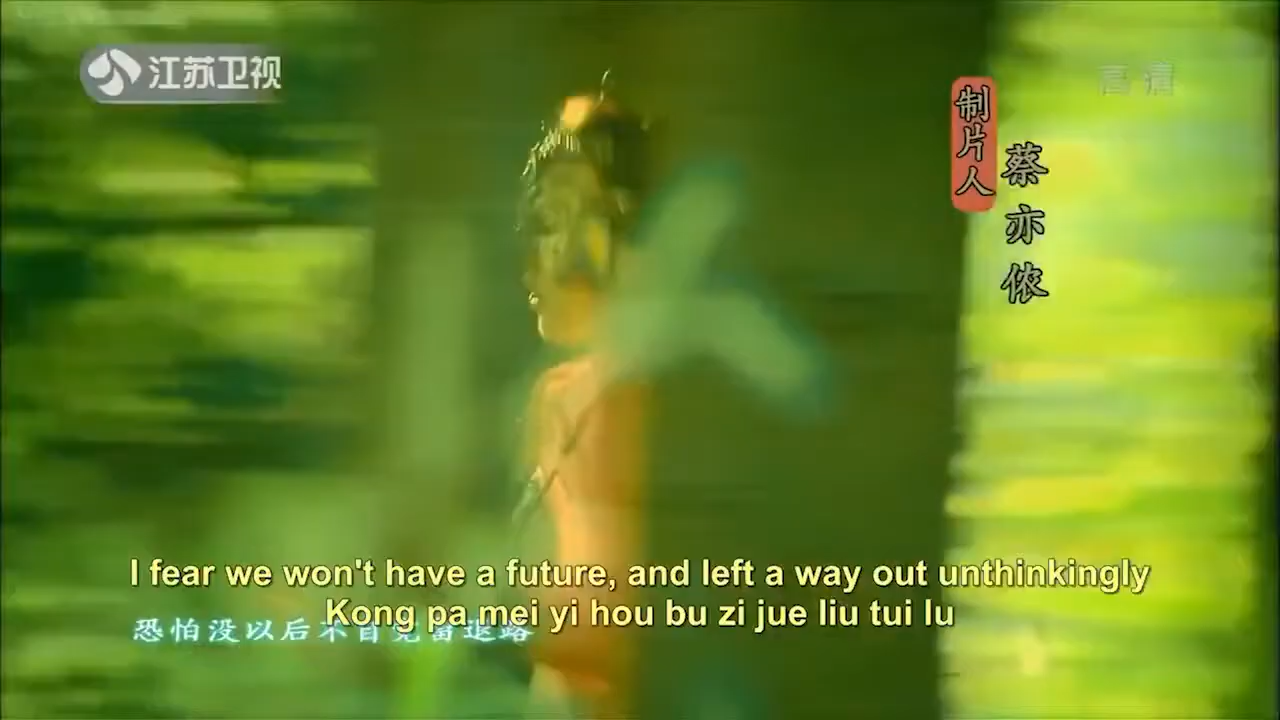 江苏卫视
高清
制片人
蔡亦侬
I fear we won't have a future, and left a way out unthinkingly
Kong pa mei yi hou bu zi jue liu tui lu
恐怕没以后不自觉留退路